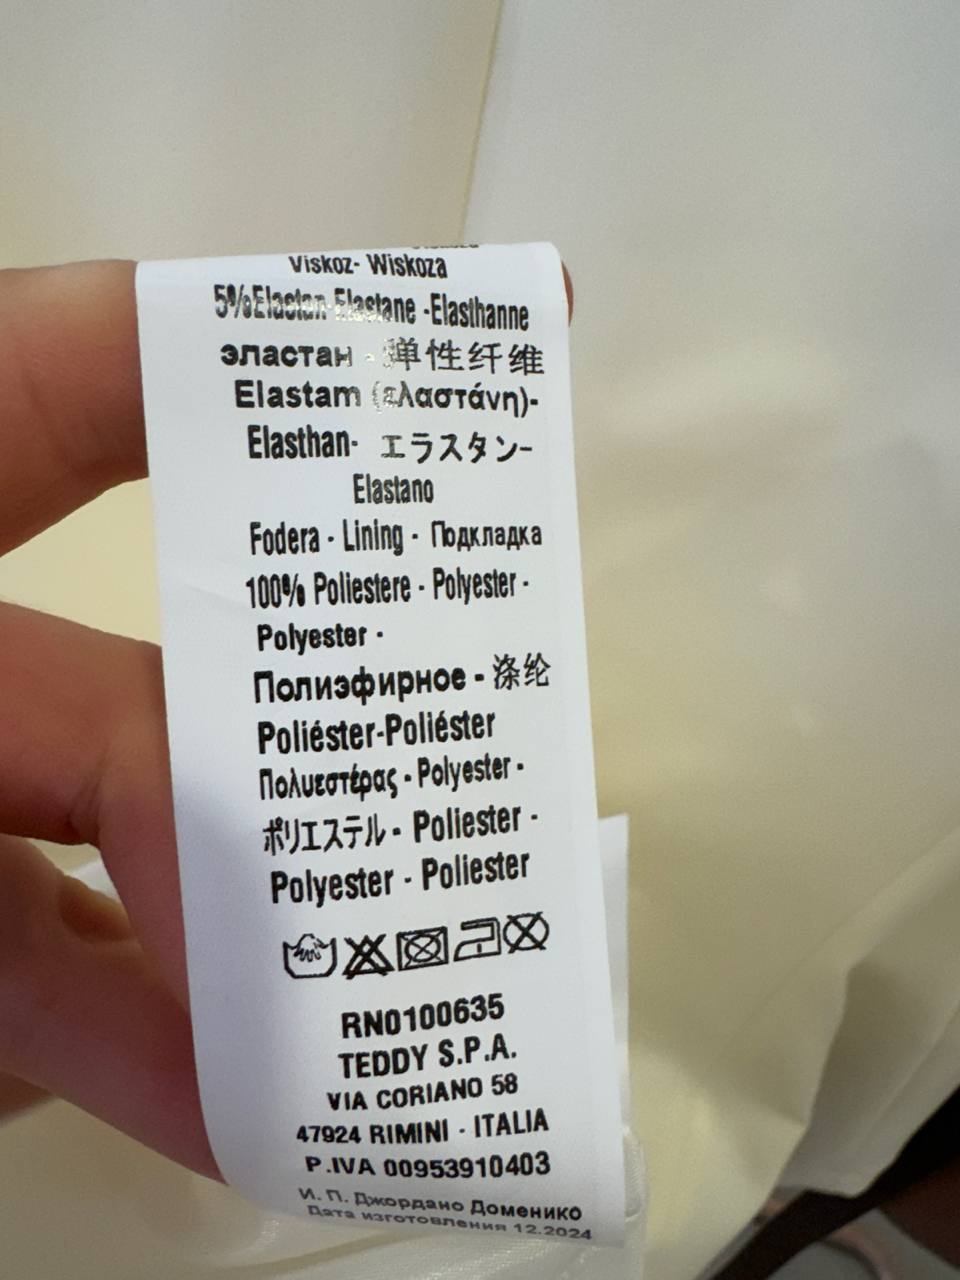 Viskoz- Wiskoza
5%Elastan-Elastane -Elasthanne
эластан - 弹性纤维
Elastam (ελαστάνη)-
Elasthan- エラスタン-
Elastano
Fodera - Lining - Подкладка
100% Poliestere - Polyester -
Polyester -
Полиэфирное - 涤纶
Poliéster-Poliéster
Πολυεστέρας - Polyester -
ポリエステル - Poliester -
Polyester - Poliester
RN0100635
TEDDY S.P.A.
VIA CORIANO 58
47924 RIMINI - ITALIA
P.IVA 00953910403
И. П. Джордано Доменико
Дата изготовления 12.2024